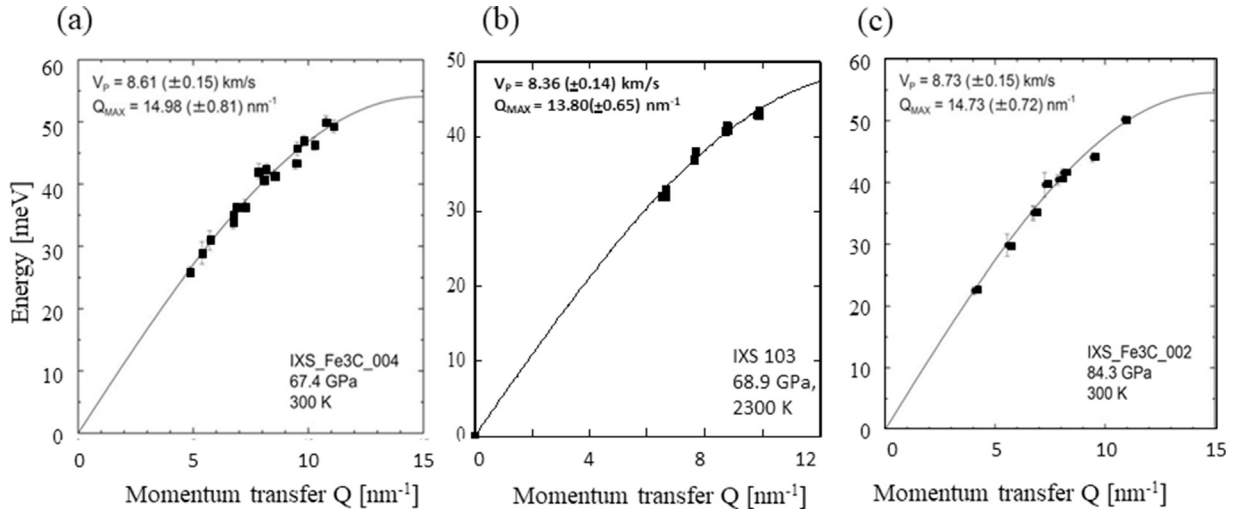 (a)
V_P = 8.61 (±0.15) km/s
Q_MAX = 14.98 (±0.81) nm⁻¹
60
50
40
30
20
10
0
Energy [meV]
IXS_Fe3C_004
67.4 GPa
300 K
0 5 10 15
Momentum transfer Q [nm⁻¹]
(b)
V_P = 8.36 (±0.14) km/s
Q_MAX = 13.80(±0.65) nm⁻¹
50
40
30
20
10
0
IXS 103
68.9 GPa,
2300 K
0 4 8 12
Momentum transfer Q [nm⁻¹]
(c)
V_P = 8.73 (±0.15) km/s
Q_MAX = 14.73 (±0.72) nm⁻¹
60
50
40
30
20
10
0
IXS_Fe3C_002
84.3 GPa
300 K
0 5 10 15
Momentum transfer Q [nm⁻¹]